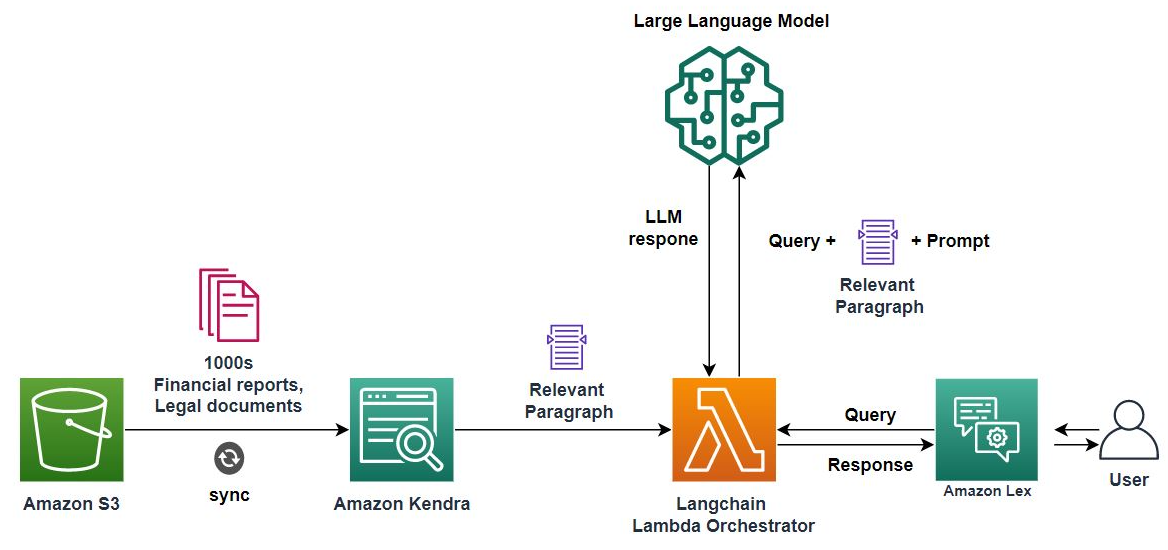 Large Language Model
LLM
respone
Query +
+ Prompt
Relevant
Paragraph
1000s
Financial reports,
Legal documents
sync
Relevant
Paragraph
Query
Response
Amazon S3
Amazon Kendra
Langchain
Lambda Orchestrator
Amazon Lex
User